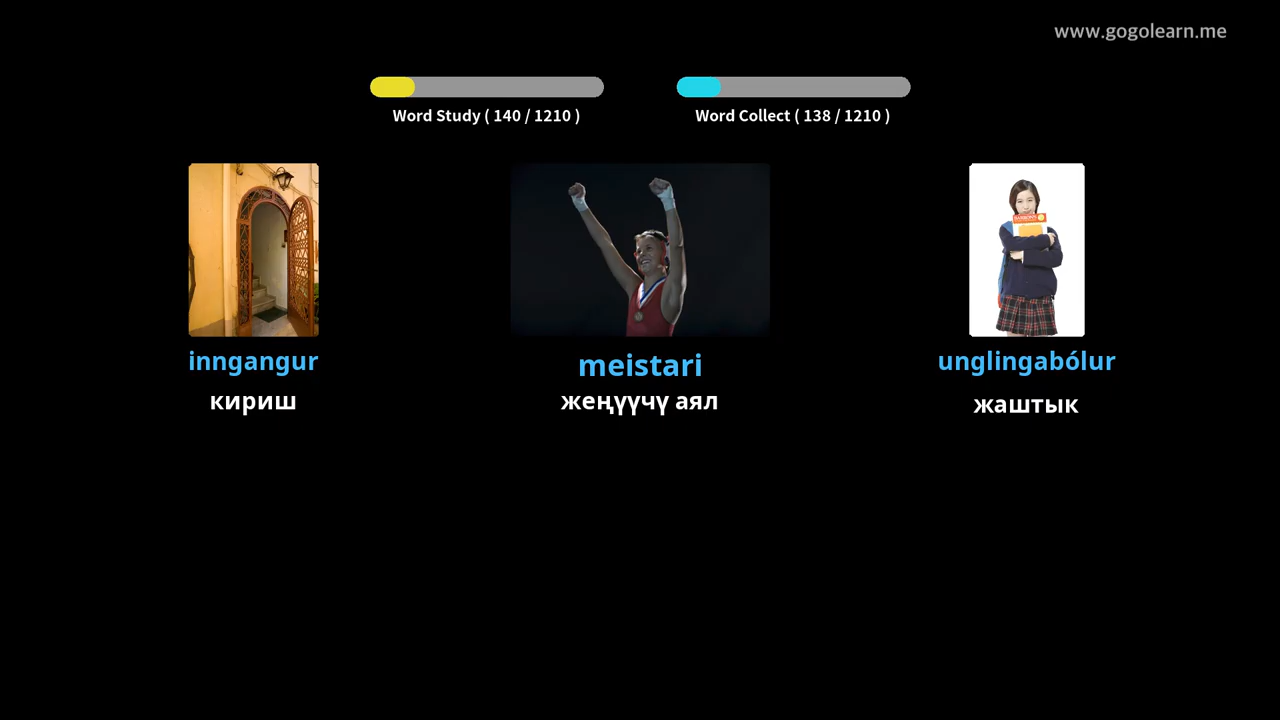 www.gogolearn.me
Word Study ( 140 / 1210 )
Word Collect ( 138 / 1210 )
inngangur
meistari
unglingabólur
кириш
жеңүүчү аял
жаштык